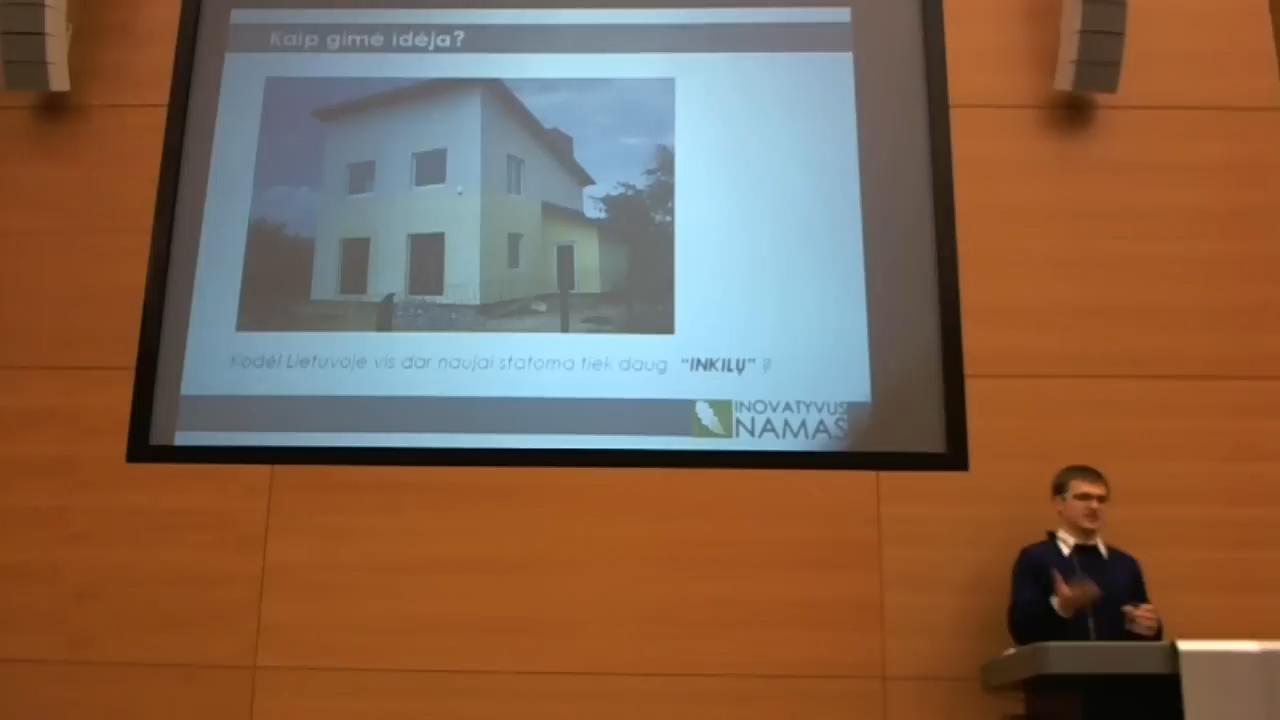 Kaip gimė idėja?
Kodėl Lietuvoje vis dar naujai statoma tiek daug "INKILŲ" ?
INOVATYVUS
NAMAS